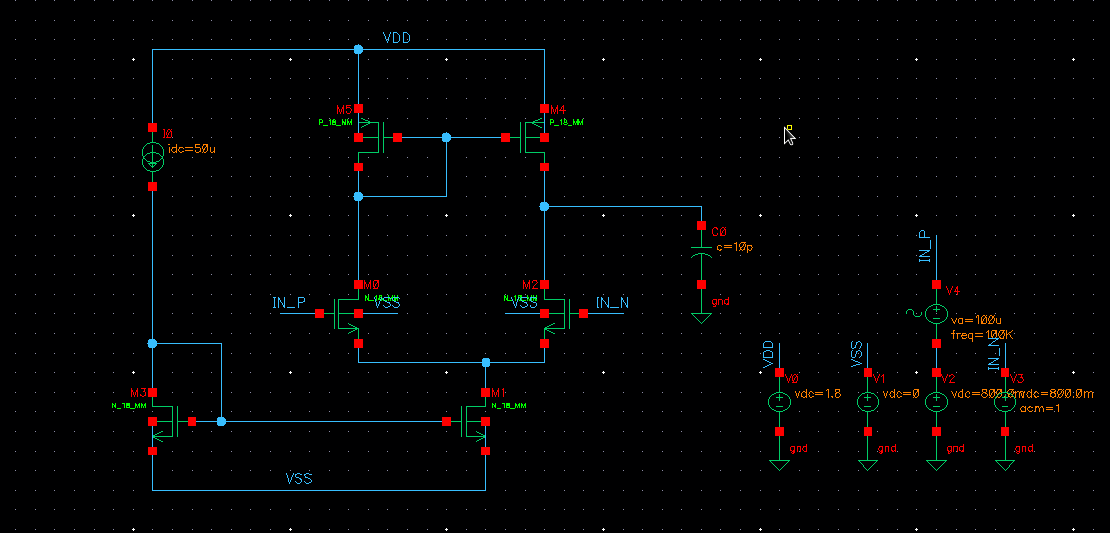 VDD
M5
P_18_MM
M4
P_18_MM
I0
idc=50u
C0
c=10p
gnd
IN_P
M0
N_18_MM
VSS
M2
N_18_MM
VSS
IN_N
M3
N_18_MM
M1
N_18_MM
VSS
IN_P
V4
va=100u
freq=100K
VDD
V0
vdc=1.8
gnd
VSS
V1
vdc=0
gnd
V2
gnd
IN_N
V3
vdc=800.0m
acm=1
gnd